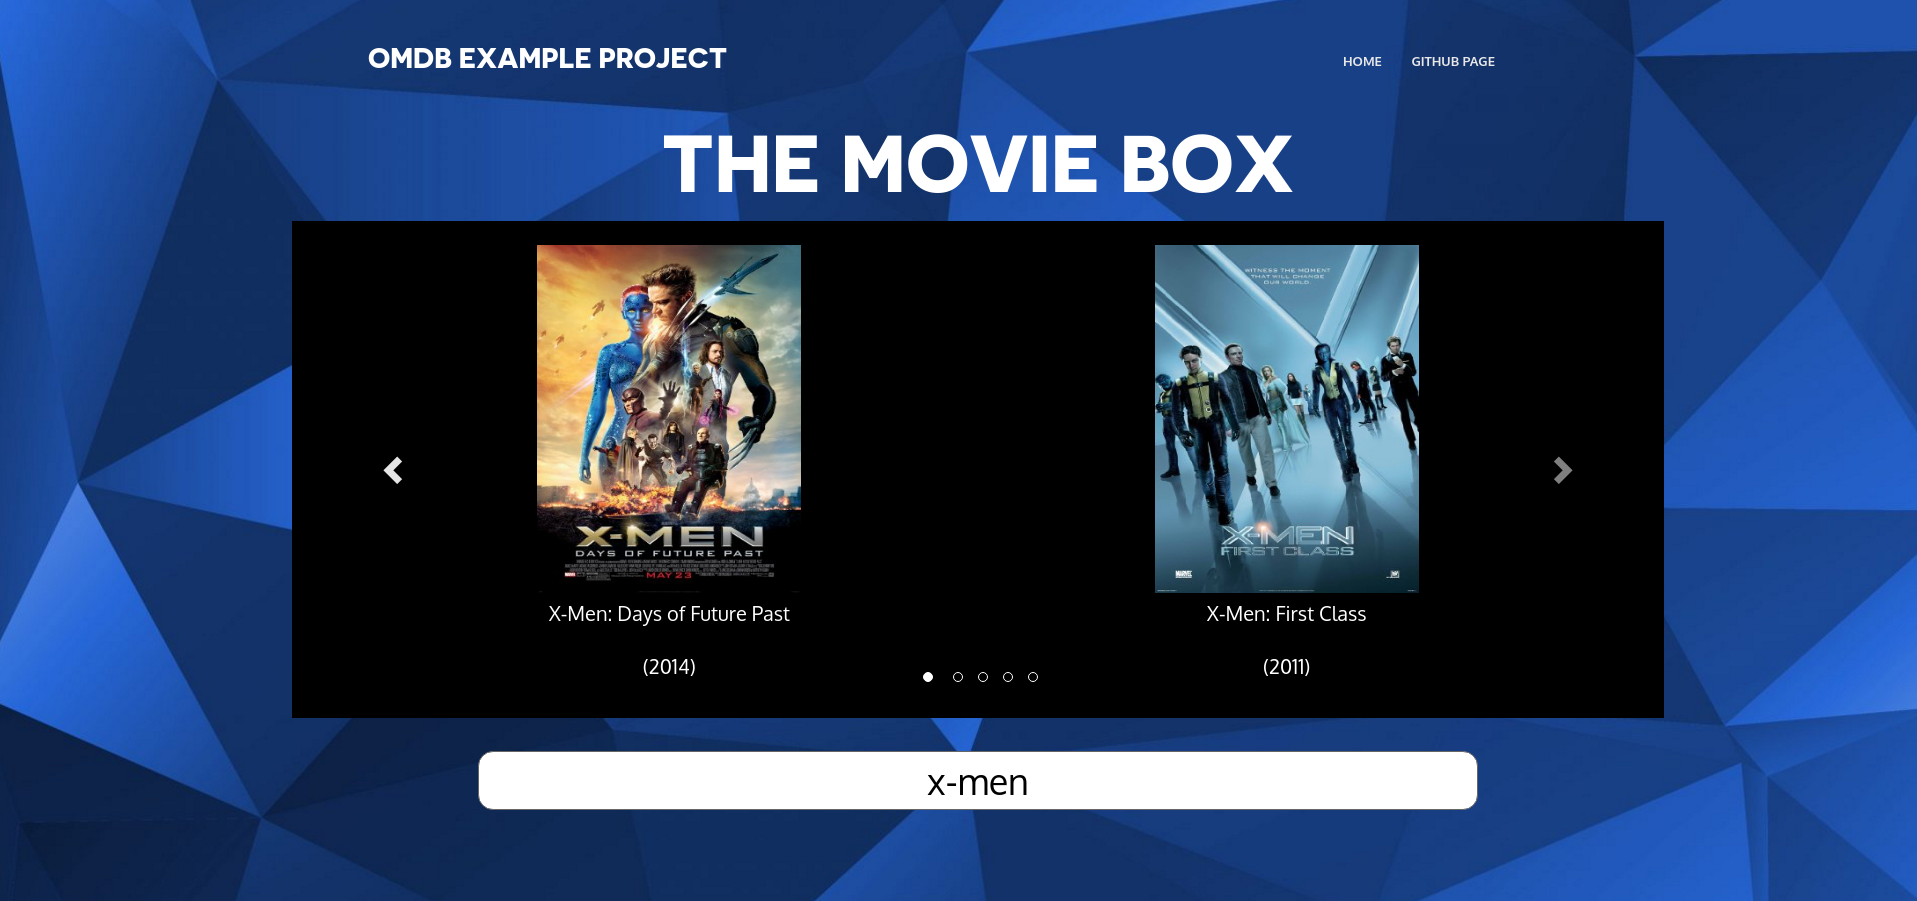 OMDB EXAMPLE PROJECT
HOME
GITHUB PAGE
THE MOVIE BOX
X-MEN
DAYS OF FUTURE PAST
MAY 23
X-Men: Days of Future Past
(2014)
WITNESS THE MOMENT
THAT WILL CHANGE
OUR WORLD.
X-MEN
FIRST CLASS
MARVEL
X-Men: First Class
(2011)
x-men